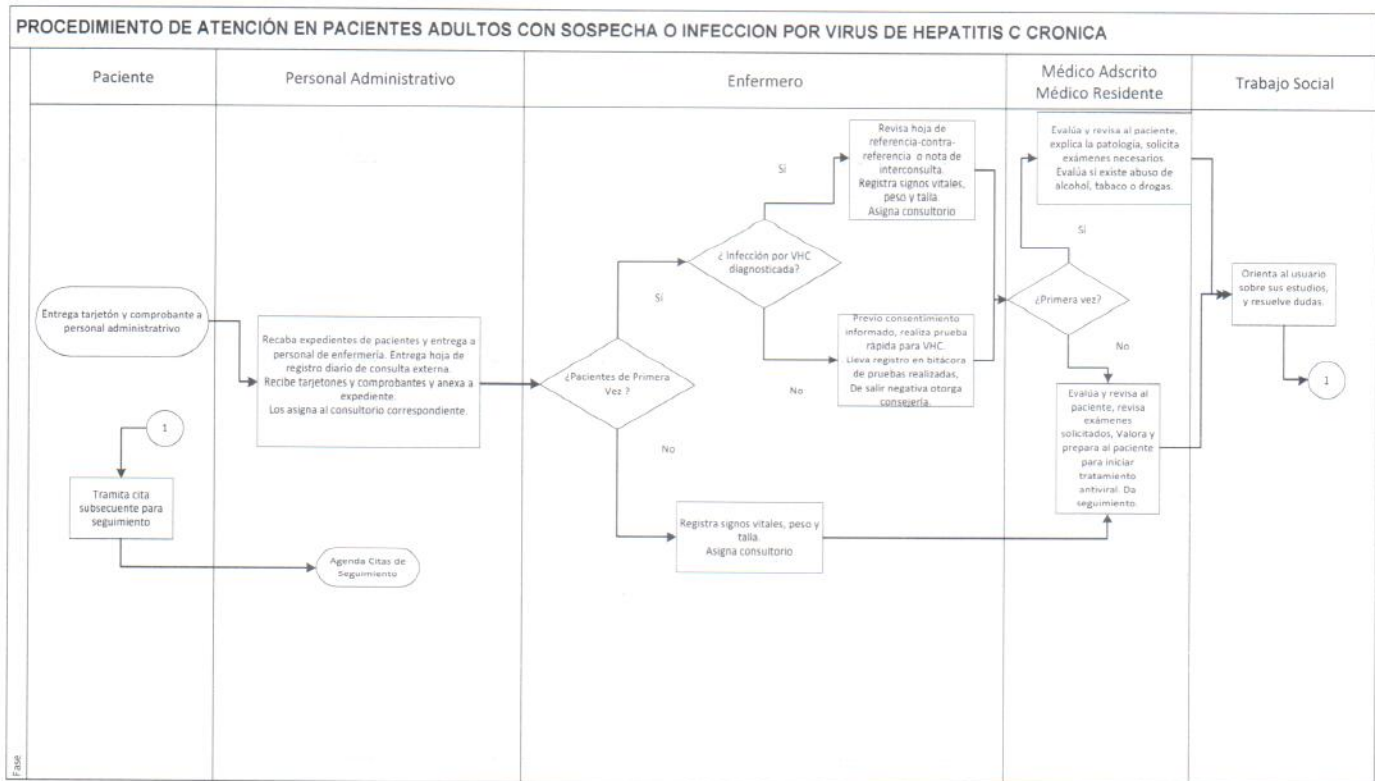 PROCEDIMIENTO DE ATENCIÓN EN PACIENTES ADULTOS CON SOSPECHA O INFECCION POR VIRUS DE HEPATITIS C CRONICA
Fase
Paciente
Personal Administrativo
Enfermero
Médico Adscrito
Médico Residente
Trabajo Social
Entrega tarjetón y comprobante a
personal administrativo
1
Tramita cita
subsecuente para
seguimiento
Recaba expedientes de pacientes y entrega a
personal de enfermería. Entrega hoja de
registro diario de consulta externa.
Recibe tarjetones y comprobantes y anexa a
expediente.
Los asigna al consultorio correspondiente.
Agenda Citas de
Seguimiento
¿Pacientes de Primera
Vez ?
Sí
No
¿ Infección por VHC
diagnosticada?
Sí
No
Revisa hoja de
referencia-contra-
referencia o nota de
interconsulta.
Registra signos vitales,
peso y talla.
Asigna consultorio
Previo consentimiento
informado, realiza prueba
rápida para VHC.
Lleva registro en bitácora
de pruebas realizadas,
De salir negativa otorga
consejería.
Registra signos vitales, peso y
talla.
Asigna consultorio
Evalúa y revisa al paciente,
explica la patología, solicita
exámenes necesarios.
Evalúa si existe abuso de
alcohol, tabaco o drogas.
Sí
¿Primera vez?
No
Evalúa y revisa al
paciente, revisa
exámenes
solicitados, Valora y
prepara al paciente
para iniciar
tratamiento
antiviral. Da
seguimiento.
Orienta al usuario
sobre sus estudios,
y resuelve dudas.
1